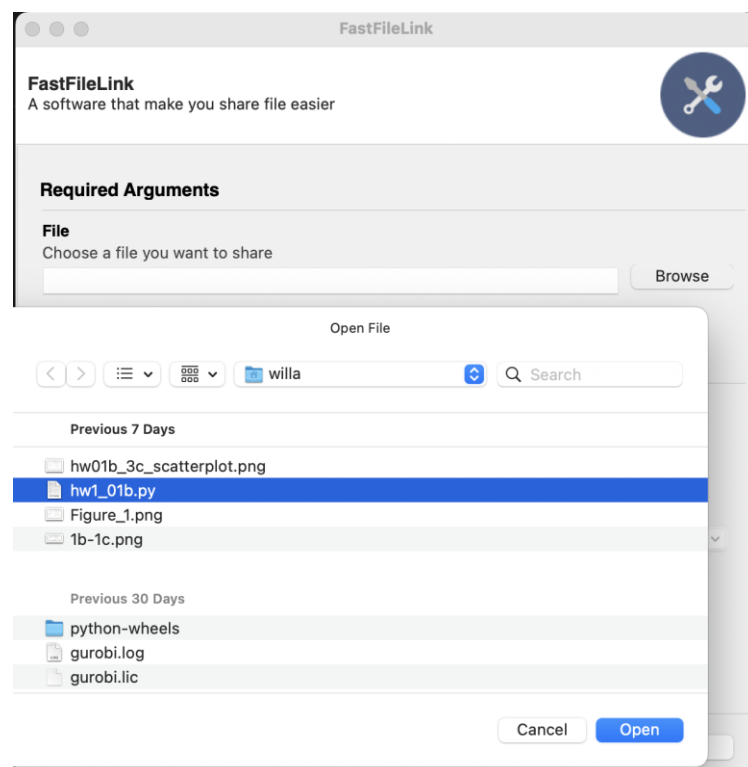 FastFileLink
FastFileLink
A software that make you share file easier
Required Arguments
File
Choose a file you want to share
Browse
Open File
willa
Search
Previous 7 Days
hw01b_3c_scatterplot.png
hw1_01b.py
Figure_1.png
1b-1c.png
Previous 30 Days
python-wheels
gurobi.log
gurobi.lic
Cancel
Open